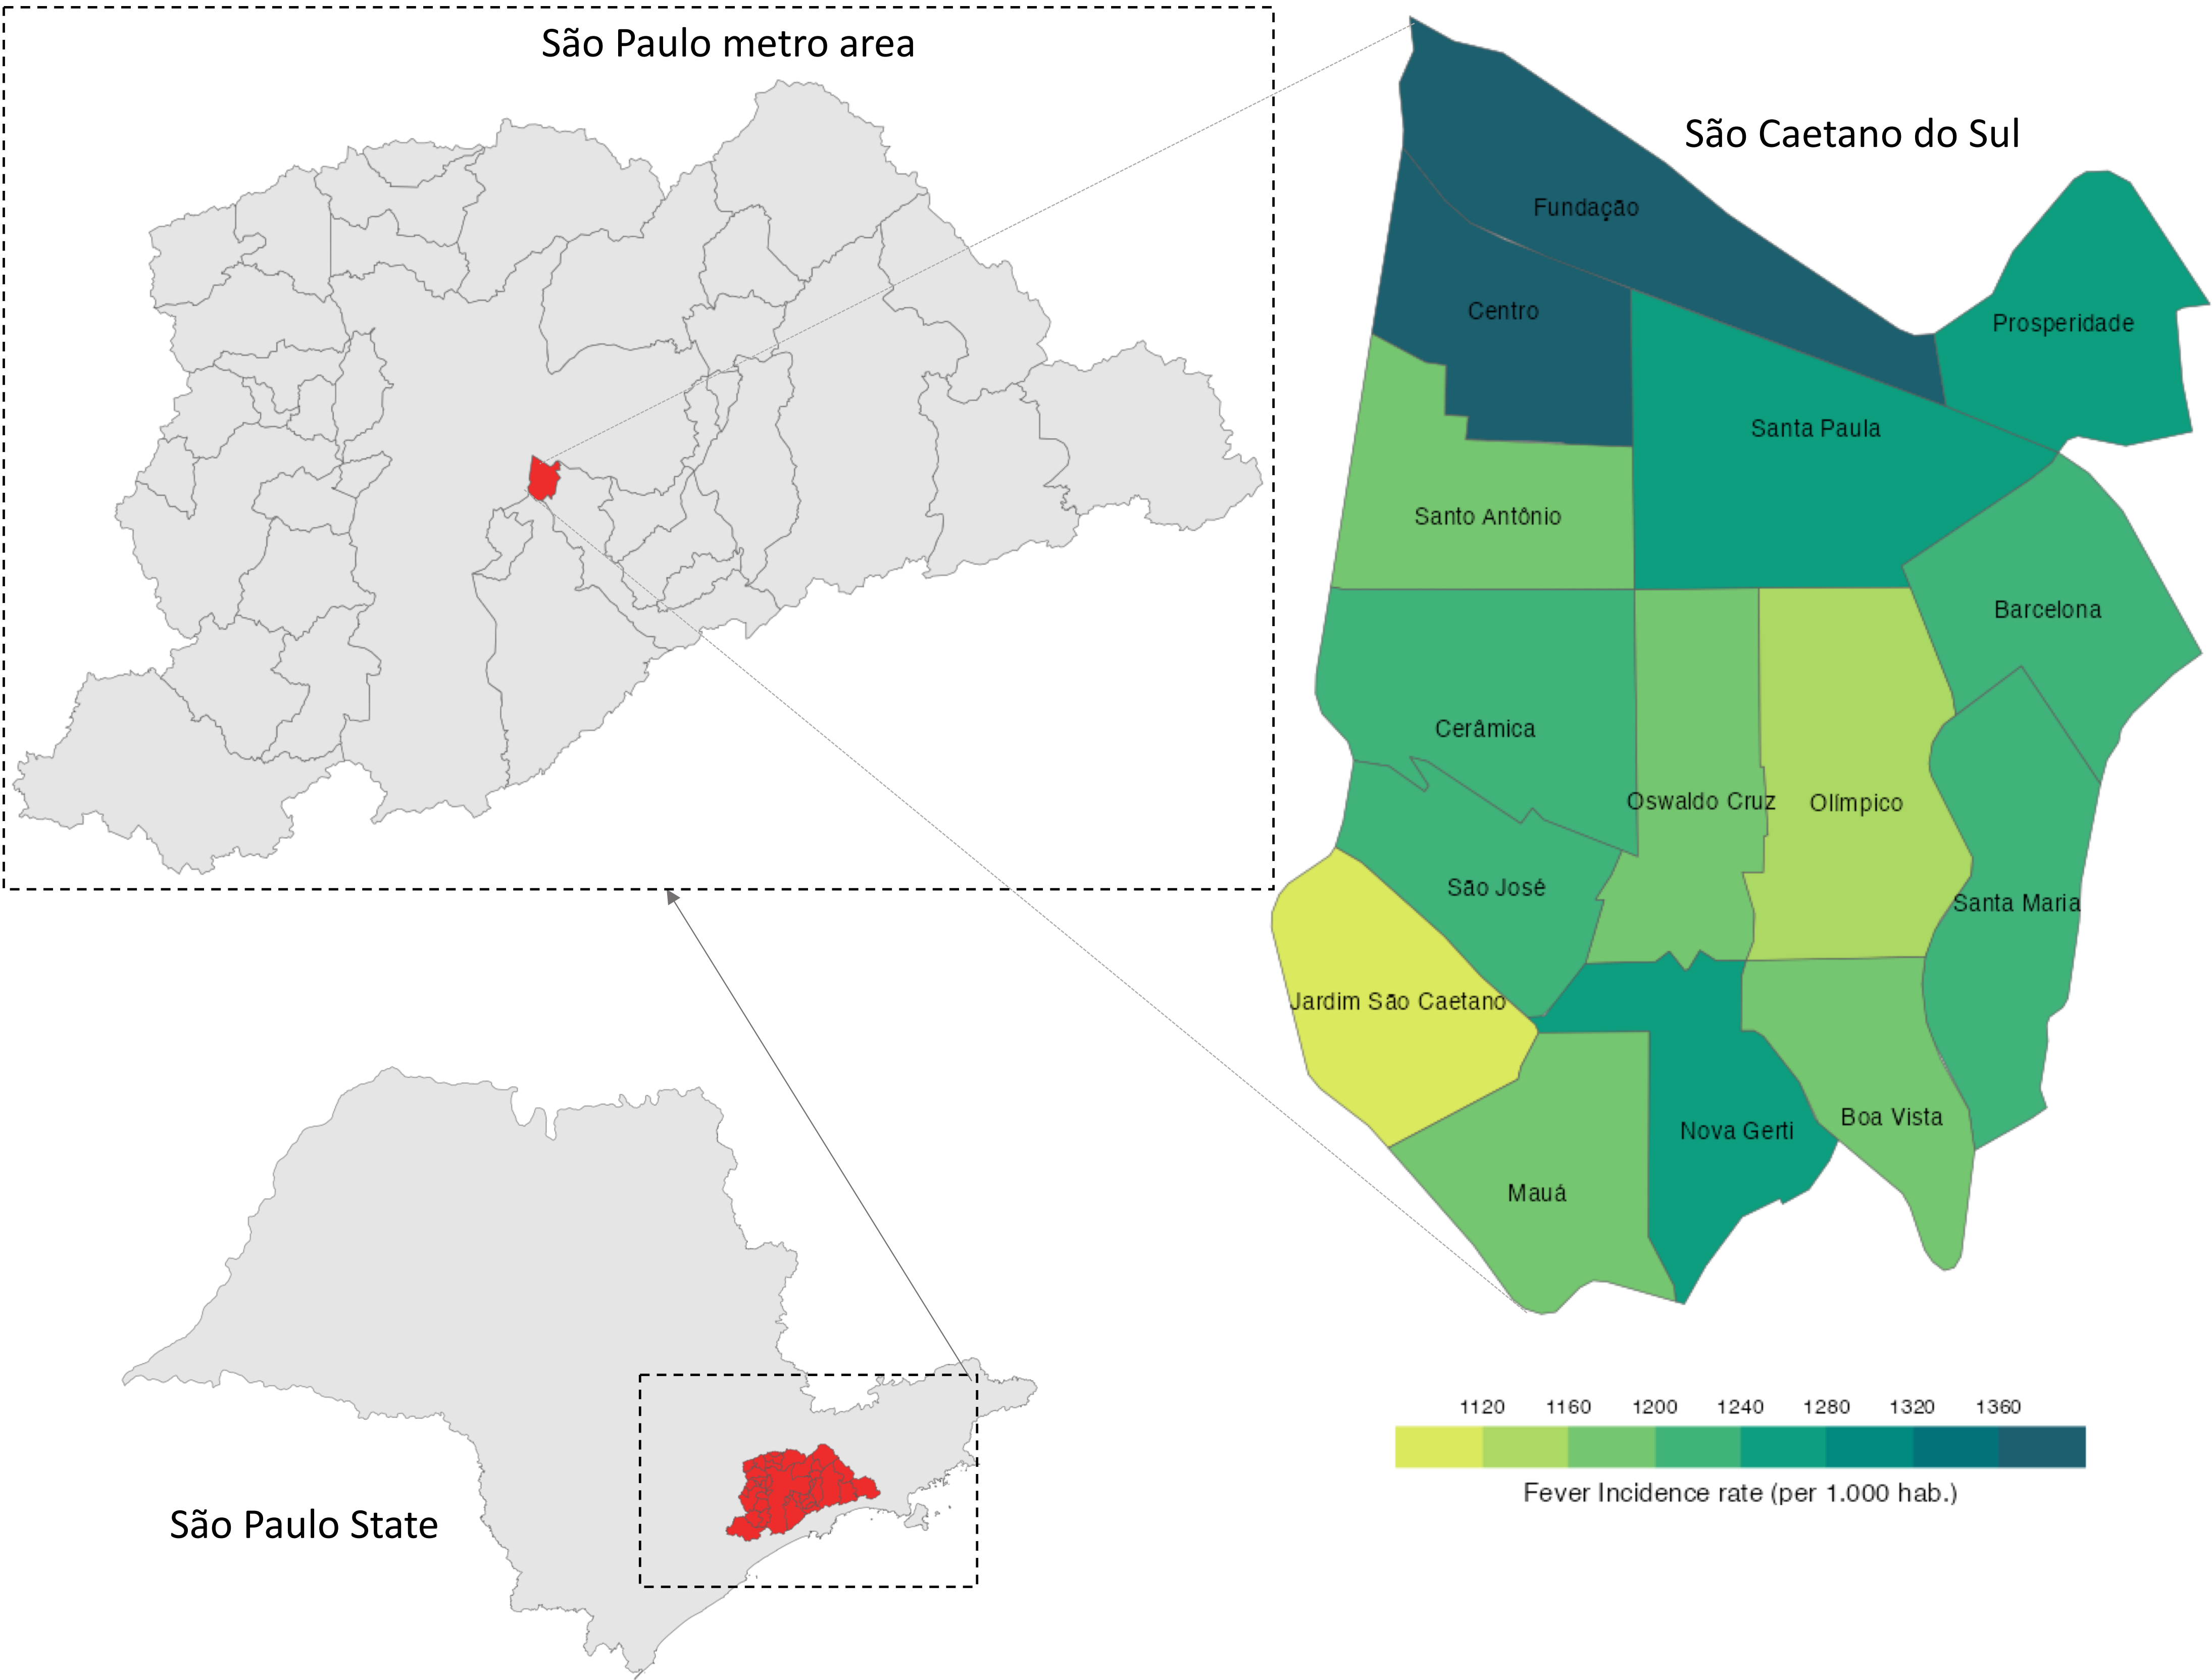 São Paulo metro area
São Caetano do Sul
Fundação
Centro
Prosperidade
Santa Paula
Santo Antônio
Barcelona
Cerâmica
Oswaldo Cruz
Olímpico
São José
Santa Maria
Jardim São Caetano
Boa Vista
Nova Gerti
Mauá
São Paulo State
1120 1160 1200 1240 1280 1320 1360
Fever Incidence rate (per 1.000 hab.)